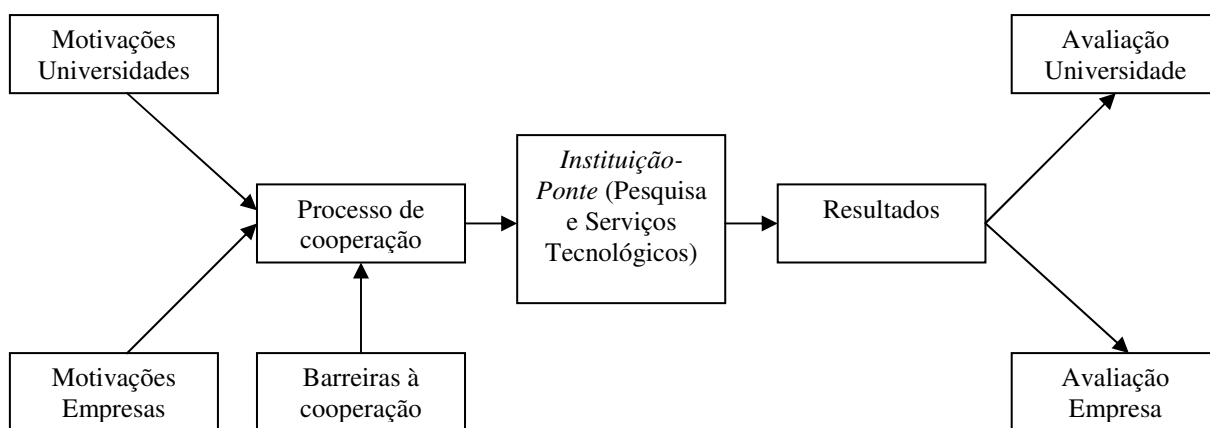 Motivações
Universidades
Avaliação
Universidade
Instituição-
Ponte (Pesquisa
e Serviços
Tecnológicos)
Processo de
cooperação
Resultados
Motivações
Empresas
Barreiras à
cooperação
Avaliação
Empresa